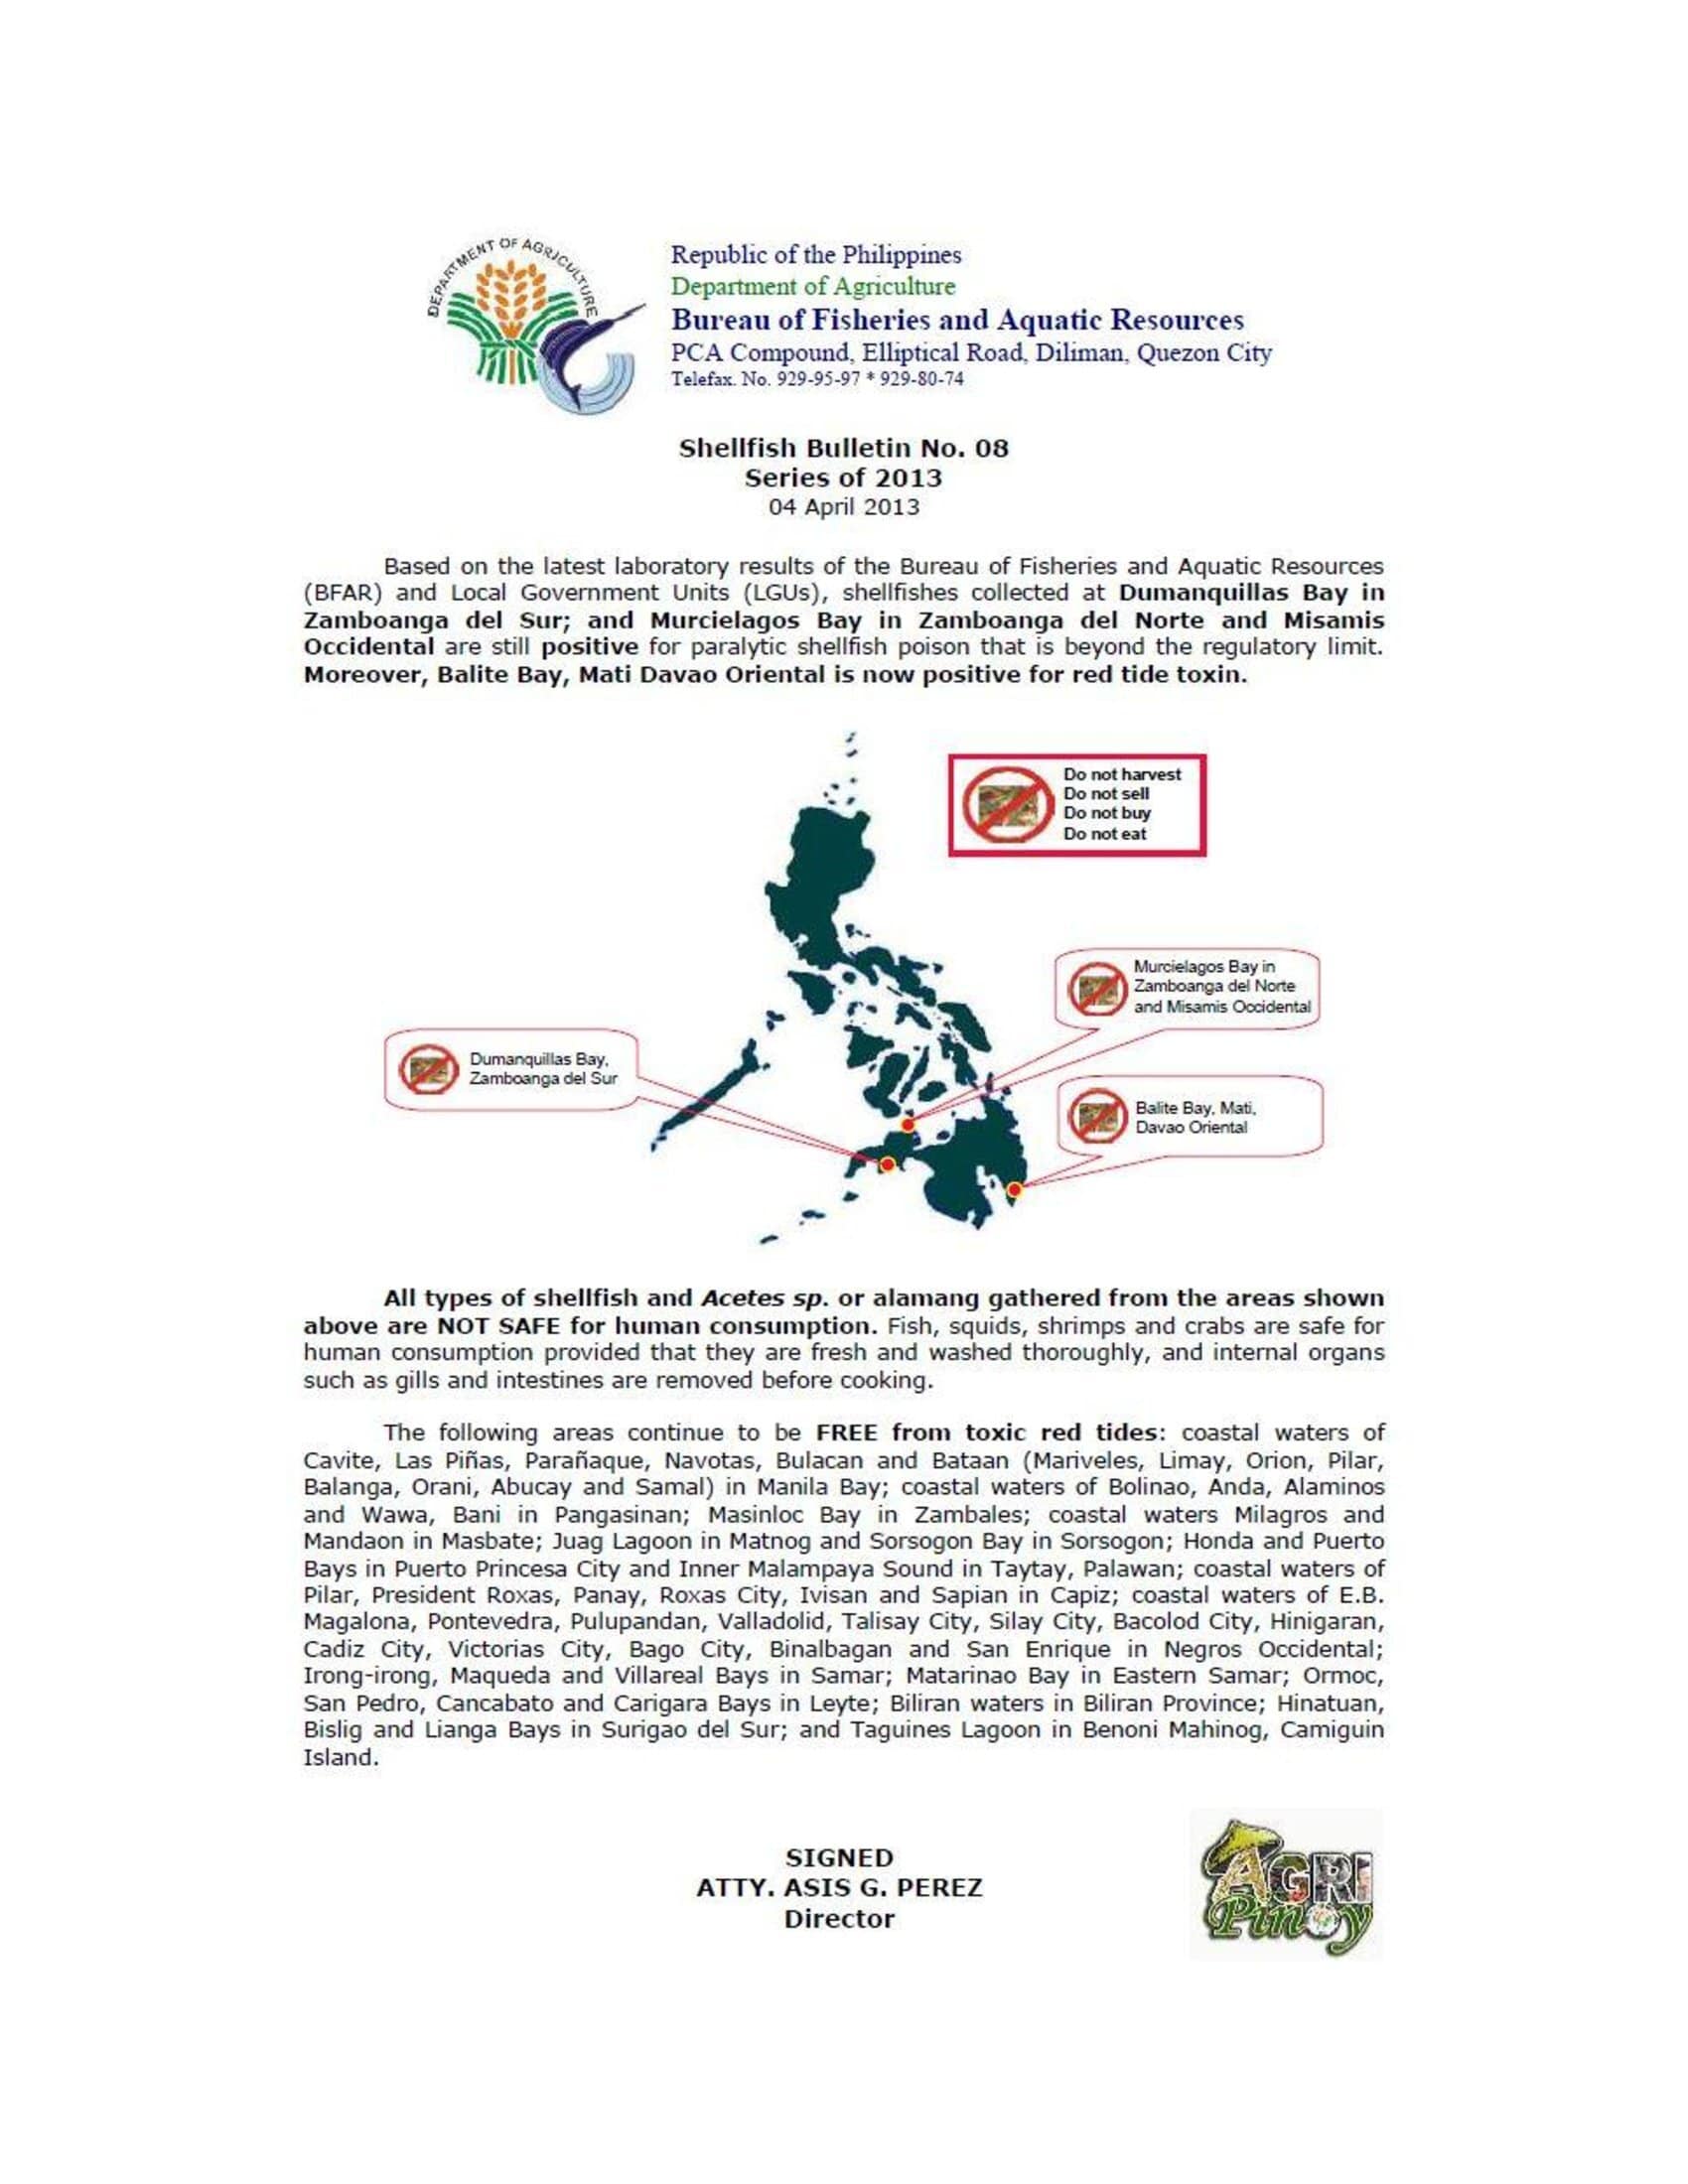 DEPARTMENT OF AGRICULTURE
Republic of the Philippines
Department of Agriculture
Bureau of Fisheries and Aquatic Resources
PCA Compound, Elliptical Road, Diliman, Quezon City
Telefax. No. 929-95-97 * 929-80-74
Shellfish Bulletin No. 08
Series of 2013
04 April 2013
Based on the latest laboratory results of the Bureau of Fisheries and Aquatic Resources
(BFAR) and Local Government Units (LGUs), shellfishes collected at Dumanquillas Bay in
Zamboanga del Sur; and Murcielagos Bay in Zamboanga del Norte and Misamis
Occidental are still positive for paralytic shellfish poison that is beyond the regulatory limit.
Moreover, Balite Bay, Mati Davao Oriental is now positive for red tide toxin.
Do not harvest
Do not sell
Do not buy
Do not eat
Murcielagos Bay in
Zamboanga del Norte
and Misamis Occidental
Dumanquillas Bay,
Zamboanga del Sur
Balite Bay, Mati,
Davao Oriental
All types of shellfish and Acetes sp. or alamang gathered from the areas shown
above are NOT SAFE for human consumption. Fish, squids, shrimps and crabs are safe for
human consumption provided that they are fresh and washed thoroughly, and internal organs
such as gills and intestines are removed before cooking.
The following areas continue to be FREE from toxic red tides: coastal waters of
Cavite, Las Piñas, Parañaque, Navotas, Bulacan and Bataan (Mariveles, Limay, Orion, Pilar,
Balanga, Orani, Abucay and Samal) in Manila Bay; coastal waters of Bolinao, Anda, Alaminos
and Wawa, Bani in Pangasinan; Masinloc Bay in Zambales; coastal waters Milagros and
Mandaon in Masbate; Juag Lagoon in Matnog and Sorsogon Bay in Sorsogon; Honda and Puerto
Bays in Puerto Princesa City and Inner Malampaya Sound in Taytay, Palawan; coastal waters of
Pilar, President Roxas, Panay, Roxas City, Ivisan and Sapian in Capiz; coastal waters of E.B.
Magalona, Pontevedra, Pulupandan, Valladolid, Talisay City, Silay City, Bacolod City, Hinigaran,
Cadiz City, Victorias City, Bago City, Binalbagan and San Enrique in Negros Occidental;
Irong-irong, Maqueda and Villareal Bays in Samar; Matarinao Bay in Eastern Samar; Ormoc,
San Pedro, Cancabato and Carigara Bays in Leyte; Biliran waters in Biliran Province; Hinatuan,
Bislig and Lianga Bays in Surigao del Sur; and Taguines Lagoon in Benoni Mahinog, Camiguin
Island.
SIGNED
ATTY. ASIS G. PEREZ
Director
AGRI
Pinoy